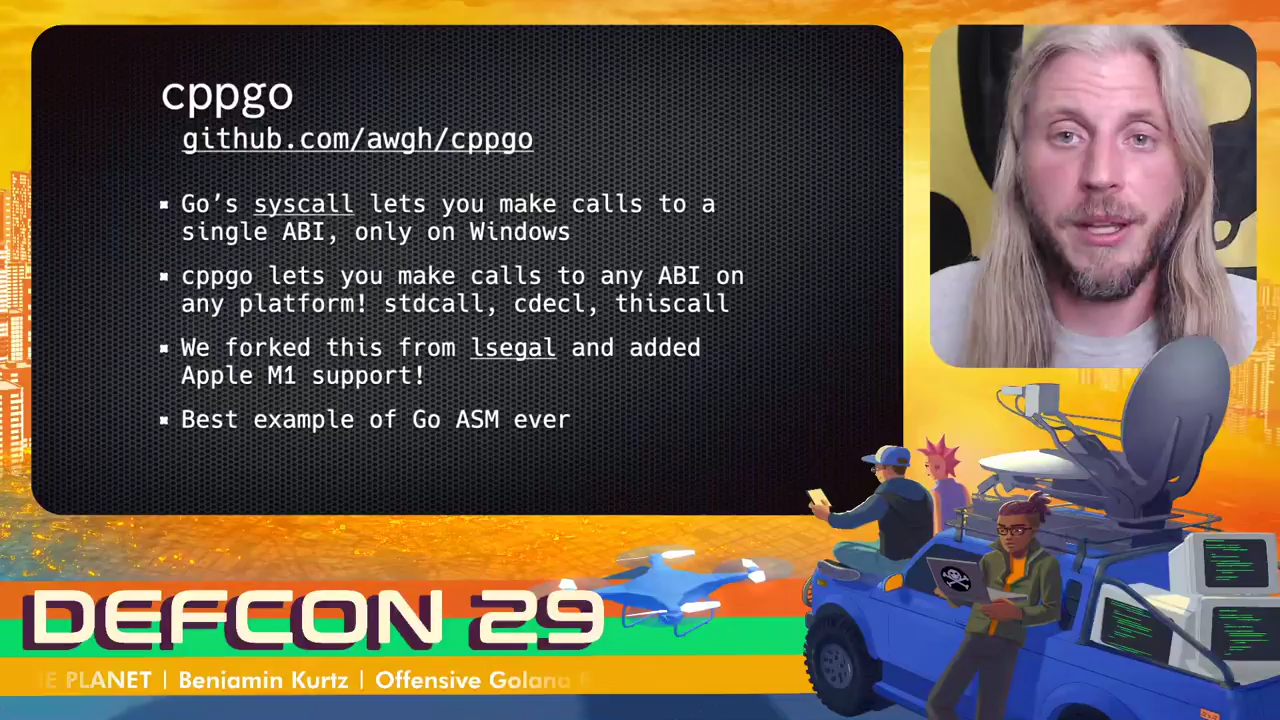 cppgo
github.com/awgh/cppgo
Go’s syscall lets you make calls to a
single ABI, only on Windows
cppgo lets you make calls to any ABI on
any platform! stdcall, cdecl, thiscall
We forked this from lsegal and added
Apple M1 support!
Best example of Go ASM ever
DEFCON 29
PLANET | Benjamin Kurtz | Offensive Golang